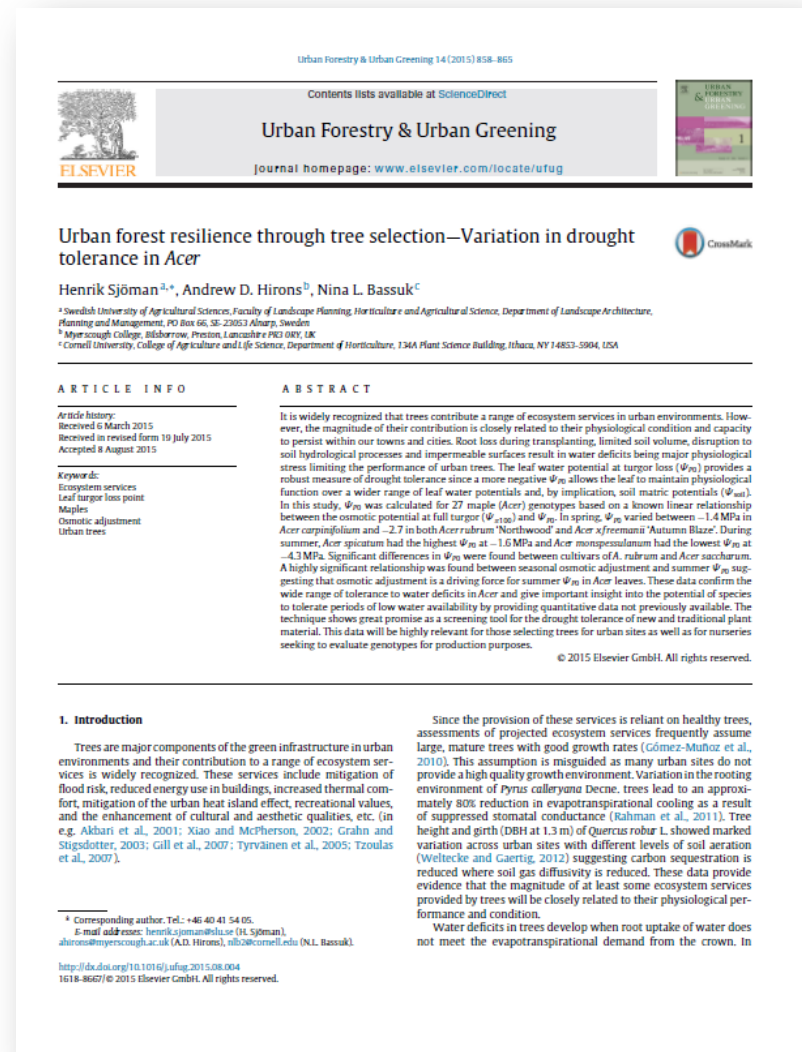 Urban Forestry & Urban Greening 14 (2015) 858–865
Contents lists available at ScienceDirect
Urban Forestry & Urban Greening
journal homepage: www.elsevier.com/locate/ufug
ELSEVIER
URBAN
FORESTRY
& URBAN
GREENING
1
Urban forest resilience through tree selection—Variation in drought
tolerance in Acer
CrossMark
Henrik Sjöman a,*, Andrew D. Hirons b, Nina L. Bassuk c
a Swedish University of Agricultural Sciences, Faculty of Landscape Planning, Horticulture and Agricultural Science, Department of Landscape Architecture,
Planning and Management, PO Box 66, SE-23053 Alnarp, Sweden
b Myerscough College, Bilsborrow, Preston, Lancashire PR3 0RY, UK
c Cornell University, College of Agriculture and Life Science, Department of Horticulture, 134A Plant Science Building, Ithaca, NY 14853-5904, USA
ARTICLE INFO
Article history:
Received 6 March 2015
Received in revised form 19 July 2015
Accepted 8 August 2015
Keywords:
Ecosystem services
Leaf turgor loss point
Maples
Osmotic adjustment
Urban trees
ABSTRACT
It is widely recognized that trees contribute a range of ecosystem services in urban environments. How-
ever, the magnitude of their contribution is closely related to their physiological condition and capacity
to persist within our towns and cities. Root loss during transplanting, limited soil volume, disruption to
soil hydrological processes and impermeable surfaces result in water deficits being major physiological
stress limiting the performance of urban trees. The leaf water potential at turgor loss (ΨP0) provides a
robust measure of drought tolerance since a more negative ΨP0 allows the leaf to maintain physiological
function over a wider range of leaf water potentials and, by implication, soil matric potentials (Ψsoil).
In this study, ΨP0 was calculated for 27 maple (Acer) genotypes based on a known linear relationship
between the osmotic potential at full turgor (Ψπ100) and ΨP0. In spring, ΨP0 varied between −1.4 MPa in
Acer carpinifolium and −2.7 in both Acer rubrum 'Northwood' and Acer x freemanii 'Autumn Blaze'. During
summer, Acer spicatum had the highest ΨP0 at −1.6 MPa and Acer monspessulanum had the lowest ΨP0 at
−4.3 MPa. Significant differences in ΨP0 were found between cultivars of A. rubrum and Acer saccharum.
A highly significant relationship was found between seasonal osmotic adjustment and summer ΨP0 sug-
gesting that osmotic adjustment is a driving force for summer ΨP0 in Acer leaves. These data confirm the
wide range of tolerance to water deficits in Acer and give important insight into the potential of species
to tolerate periods of low water availability by providing quantitative data not previously available. The
technique shows great promise as a screening tool for the drought tolerance of new and traditional plant
material. This data will be highly relevant for those selecting trees for urban sites as well as for nurseries
seeking to evaluate genotypes for production purposes.
© 2015 Elsevier GmbH. All rights reserved.
1. Introduction
Trees are major components of the green infrastructure in urban
environments and their contribution to a range of ecosystem ser-
vices is widely recognized. These services include mitigation of
flood risk, reduced energy use in buildings, increased thermal com-
fort, mitigation of the urban heat island effect, recreational values,
and the enhancement of cultural and aesthetic qualities, etc. (in
e.g. Akbari et al., 2001; Xiao and McPherson, 2002; Grahn and
Stigsdotter, 2003; Gill et al., 2007; Tyrväinen et al., 2005; Tzoulas
et al., 2007).
* Corresponding author. Tel.: +46 40 41 54 05.
E-mail addresses: henrik.sjoman@slu.se (H. Sjöman),
ahirons@myerscough.ac.uk (A.D. Hirons), nlb2@cornell.edu (N.L. Bassuk).
http://dx.doi.org/10.1016/j.ufug.2015.08.004
1618-8667/© 2015 Elsevier GmbH. All rights reserved.
Since the provision of these services is reliant on healthy trees,
assessments of projected ecosystem services frequently assume
large, mature trees with good growth rates (Gómez-Muñoz et al.,
2010). This assumption is misguided as many urban sites do not
provide a high quality growth environment. Variation in the rooting
environment of Pyrus calleryana Decne. trees lead to an approxi-
mately 80% reduction in evapotranspirational cooling as a result
of suppressed stomatal conductance (Rahman et al., 2011). Tree
height and girth (DBH at 1.3 m) of Quercus robur L. showed marked
variation across urban sites with different levels of soil aeration
(Weltecke and Gaertig, 2012) suggesting carbon sequestration is
reduced where soil gas diffusivity is reduced. These data provide
evidence that the magnitude of at least some ecosystem services
provided by trees will be closely related to their physiological per-
formance and condition.
Water deficits in trees develop when root uptake of water does
not meet the evapotranspirational demand from the crown. In